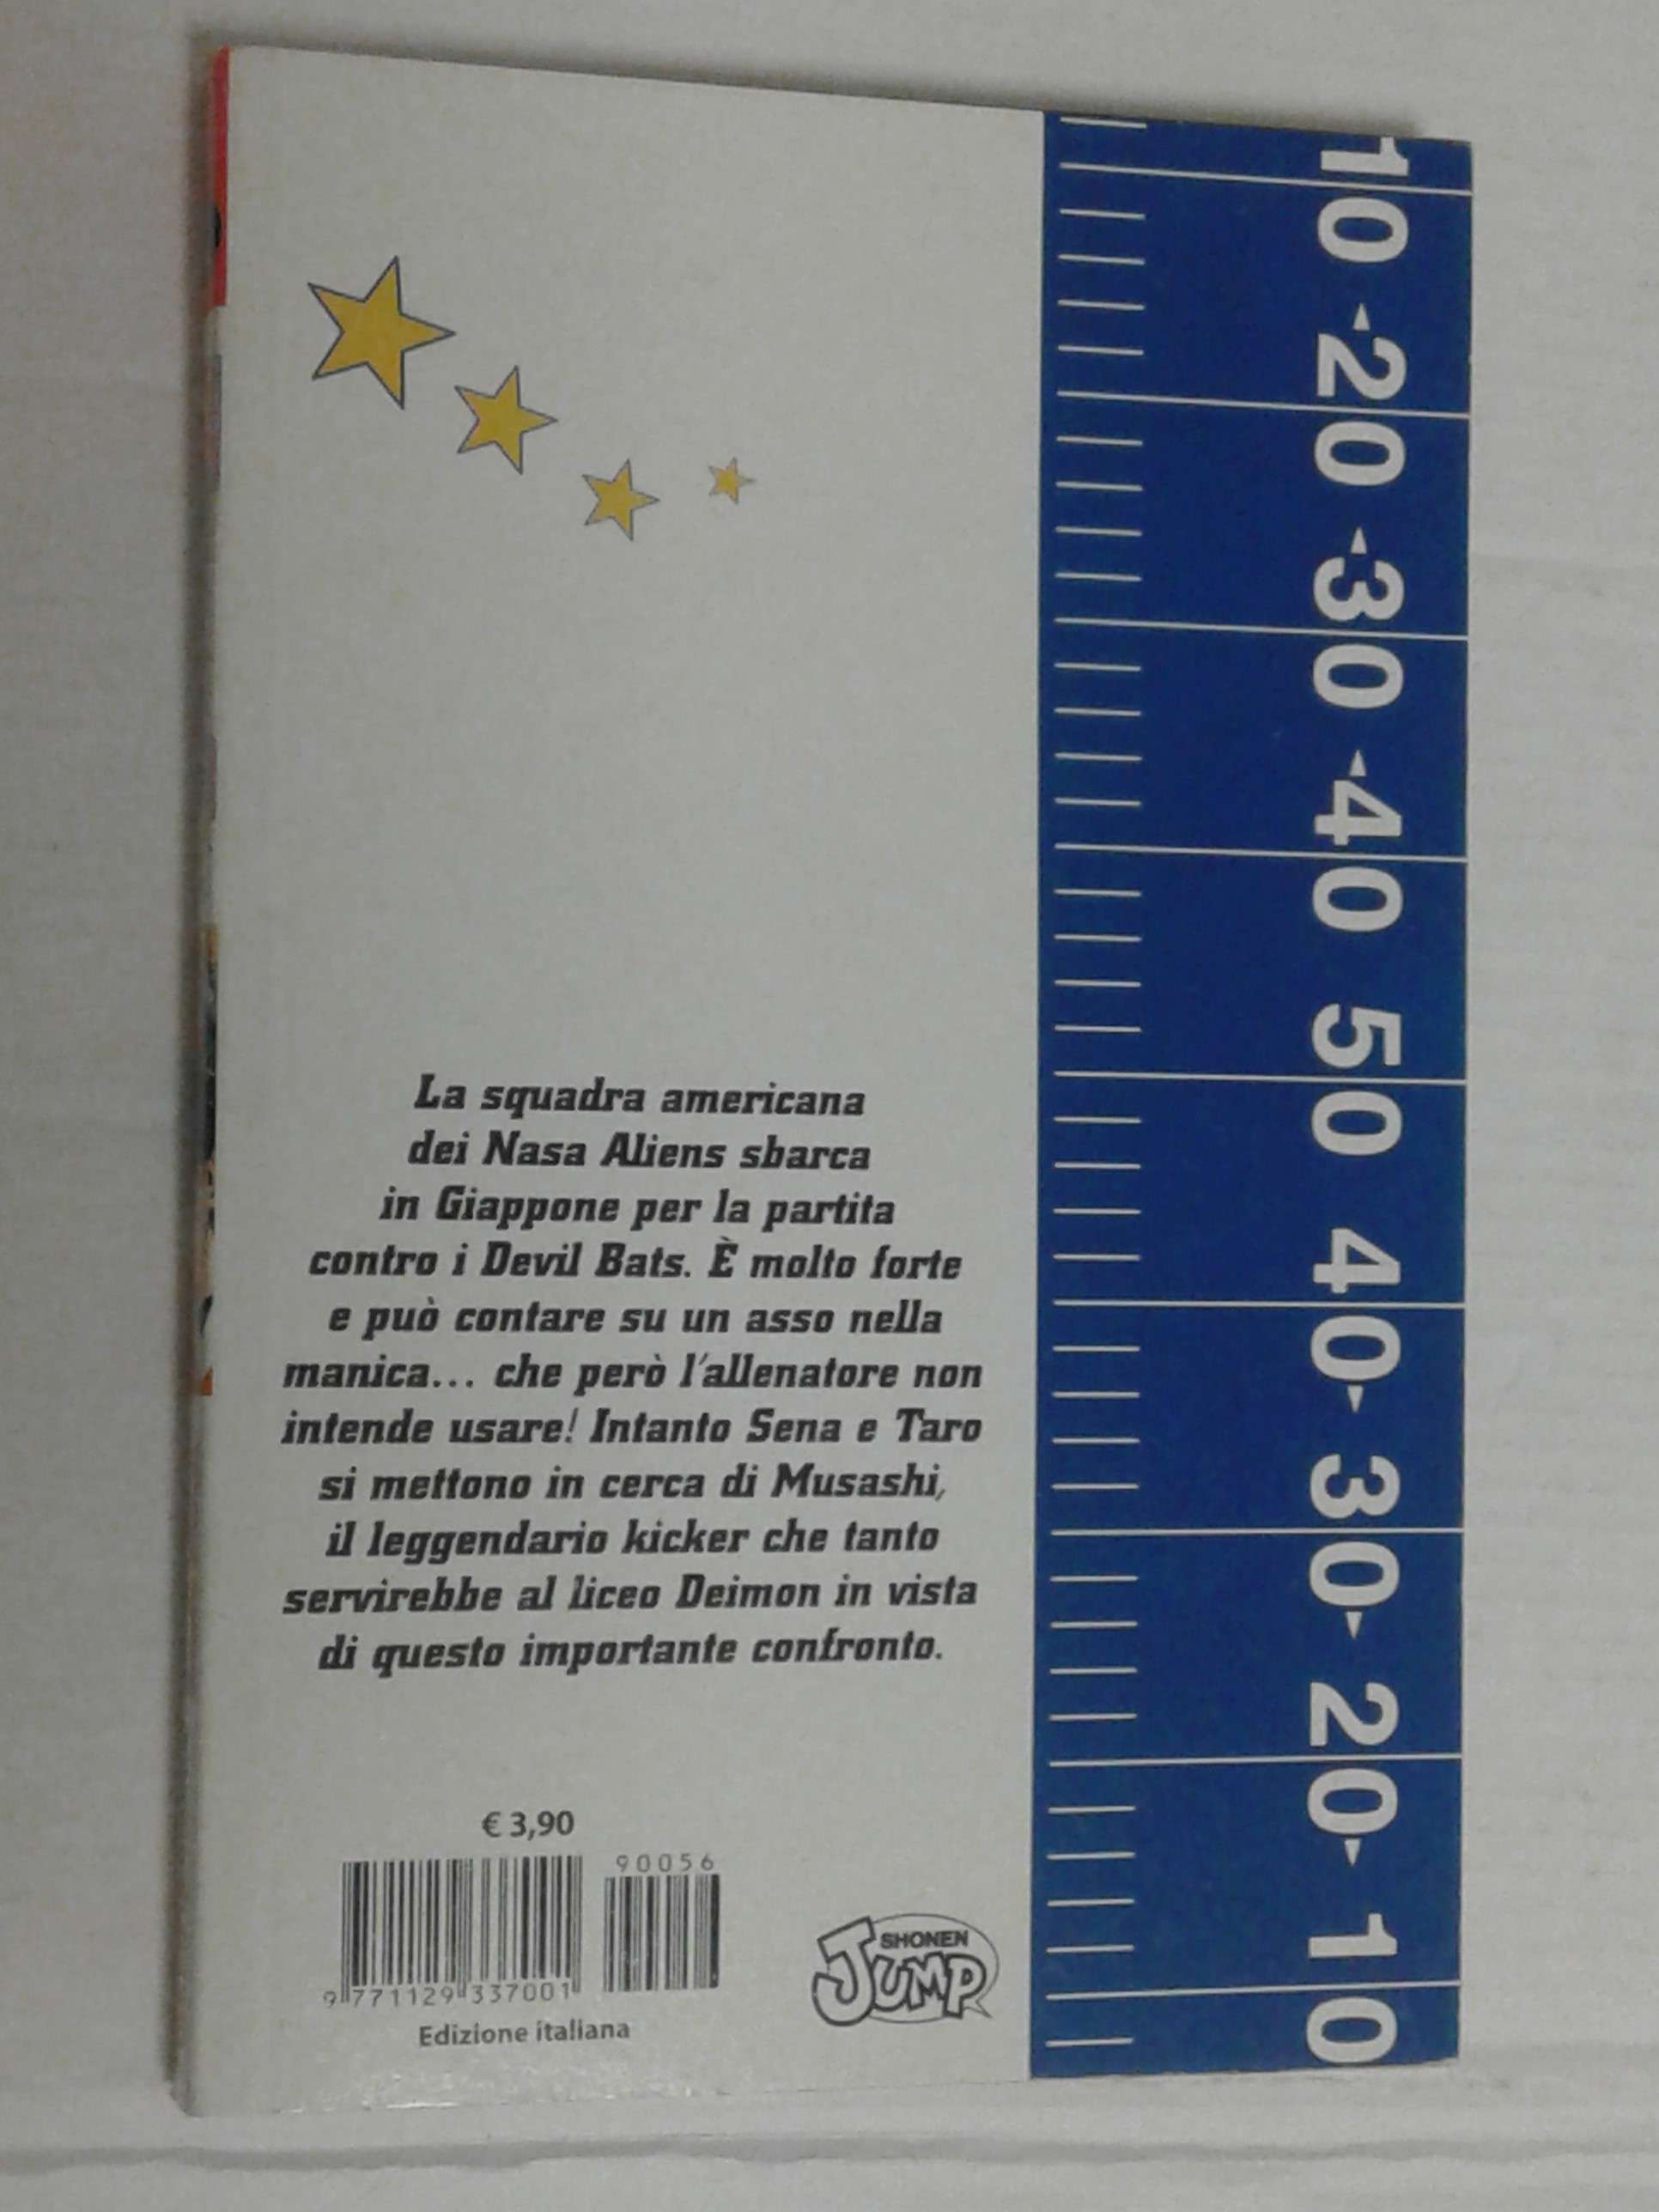 La squadra americana
dei Nasa Aliens sbarca
in Giappone per la partita
contro i Devil Bats. È molto forte
e può contare su un asso nella
manica... che però l'allenatore non
intende usare! Intanto Sena e Taro
si mettono in cerca di Musashi,
il leggendario kicker che tanto
servirebbe al liceo Deimon in vista
di questo importante confronto.
€ 3,90
90056
9 771129 337001
Edizione italiana
SHONEN
JUMP
10 20 30 40 50 40 30 20 10